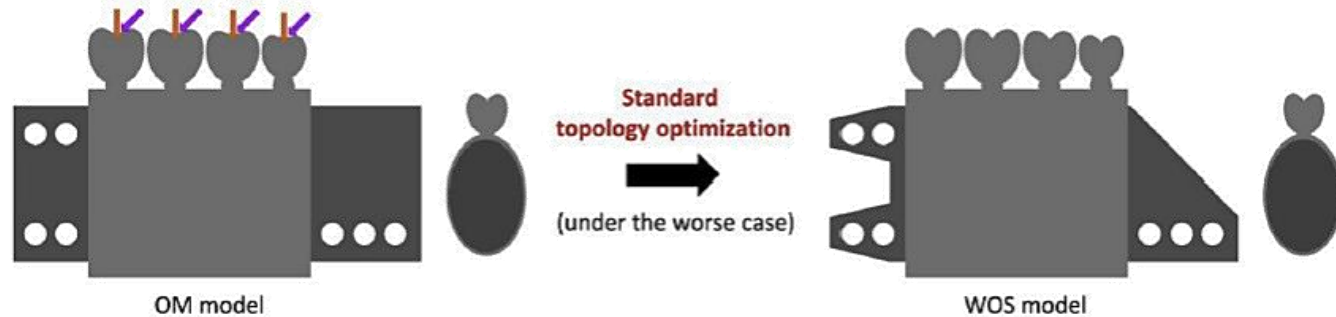 Standard
topology optimization
(under the worse case)
OM model
WOS model